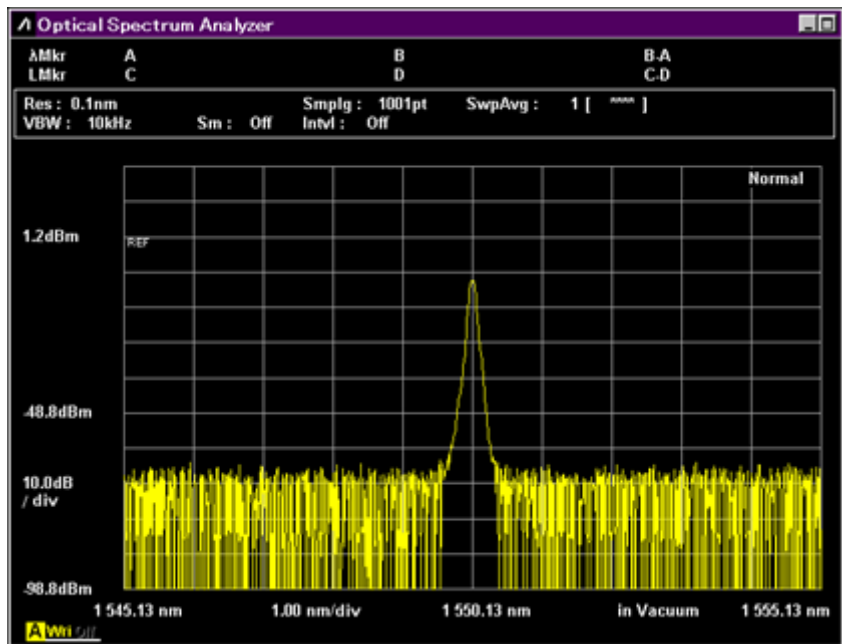 Optical Spectrum Analyzer
λMkr A B B-A
LMkr C D C-D
Res : 0.1nm Smplg : 1001pt SwpAvg : 1 [ ^^^^ ]
VBW : 10kHz Sm : Off Intvl : Off
Normal
1.2dBm
REF
-48.8dBm
10.0dB
/ div
-98.8dBm
1 545.13 nm 1.00 nm/div 1 550.13 nm in Vacuum 1 555.13 nm
A Wri Off